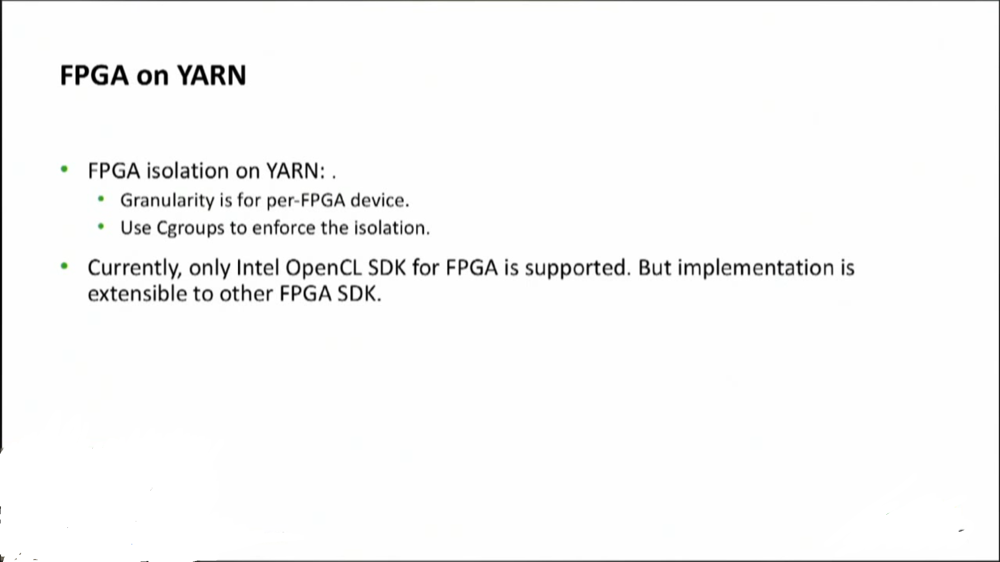 FPGA on YARN
• FPGA isolation on YARN: .
• Granularity is for per-FPGA device.
• Use Cgroups to enforce the isolation.
• Currently, only Intel OpenCL SDK for FPGA is supported. But implementation is
extensible to other FPGA SDK.